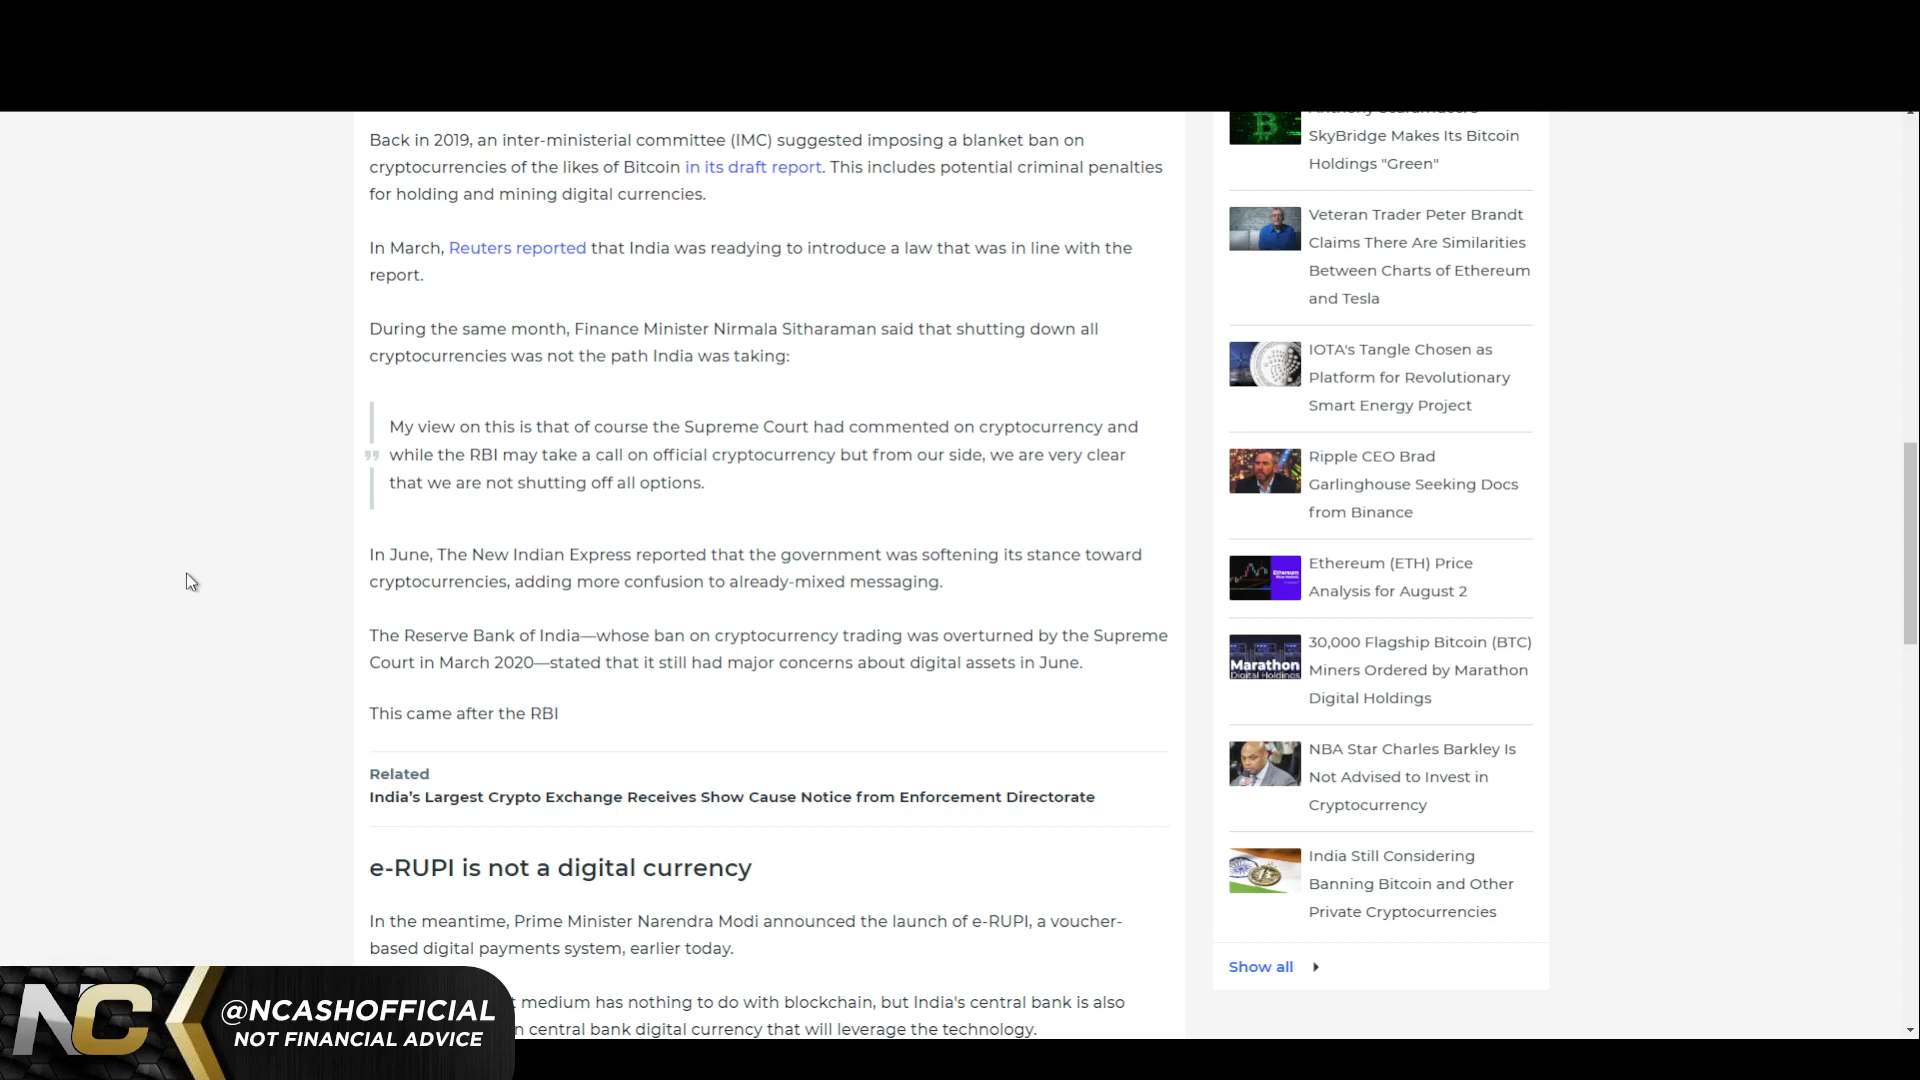 Back in 2019, an inter-ministerial committee (IMC) suggested imposing a blanket ban on
cryptocurrencies of the likes of Bitcoin in its draft report. This includes potential criminal penalties
for holding and mining digital currencies.
In March, Reuters reported that India was readying to introduce a law that was in line with the
report.
During the same month, Finance Minister Nirmala Sitharaman said that shutting down all
cryptocurrencies was not the path India was taking:
My view on this is that of course the Supreme Court had commented on cryptocurrency and
while the RBI may take a call on official cryptocurrency but from our side, we are very clear
that we are not shutting off all options.
In June, The New Indian Express reported that the government was softening its stance toward
cryptocurrencies, adding more confusion to already-mixed messaging.
The Reserve Bank of India—whose ban on cryptocurrency trading was overturned by the Supreme
Court in March 2020—stated that it still had major concerns about digital assets in June.
This came after the RBI
Related
India's Largest Crypto Exchange Receives Show Cause Notice from Enforcement Directorate
e-RUPI is not a digital currency
In the meantime, Prime Minister Narendra Modi announced the launch of e-RUPI, a voucher-
based digital payments system, earlier today.
medium has nothing to do with blockchain, but India's central bank is also
central bank digital currency that will leverage the technology.
SkyBridge Makes Its Bitcoin
Holdings "Green"
Veteran Trader Peter Brandt
Claims There Are Similarities
Between Charts of Ethereum
and Tesla
IOTA's Tangle Chosen as
Platform for Revolutionary
Smart Energy Project
Ripple CEO Brad
Garlinghouse Seeking Docs
from Binance
Ethereum (ETH) Price
Analysis for August 2
Marathon
Digital Holdings
30,000 Flagship Bitcoin (BTC)
Miners Ordered by Marathon
Digital Holdings
NBA Star Charles Barkley Is
Not Advised to Invest in
Cryptocurrency
India Still Considering
Banning Bitcoin and Other
Private Cryptocurrencies
Show all
NC
@NCASHOFFICIAL
NOT FINANCIAL ADVICE